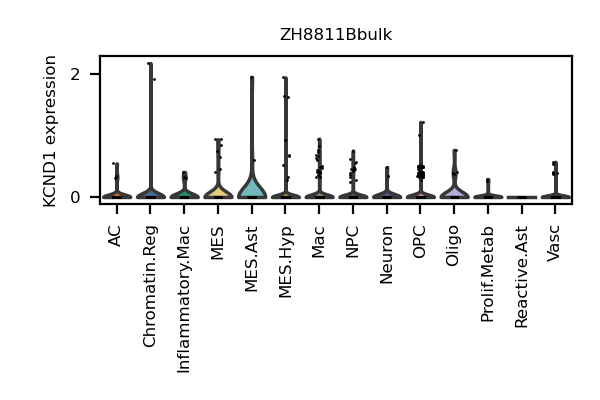 ZH8811Bbulk
KCND1 expression
2
0
AC
Chromatin.Reg
Inflammatory.Mac
MES
MES.Ast
MES.Hyp
Mac
NPC
Neuron
OPC
Oligo
Prolif.Metab
Reactive.Ast
Vasc